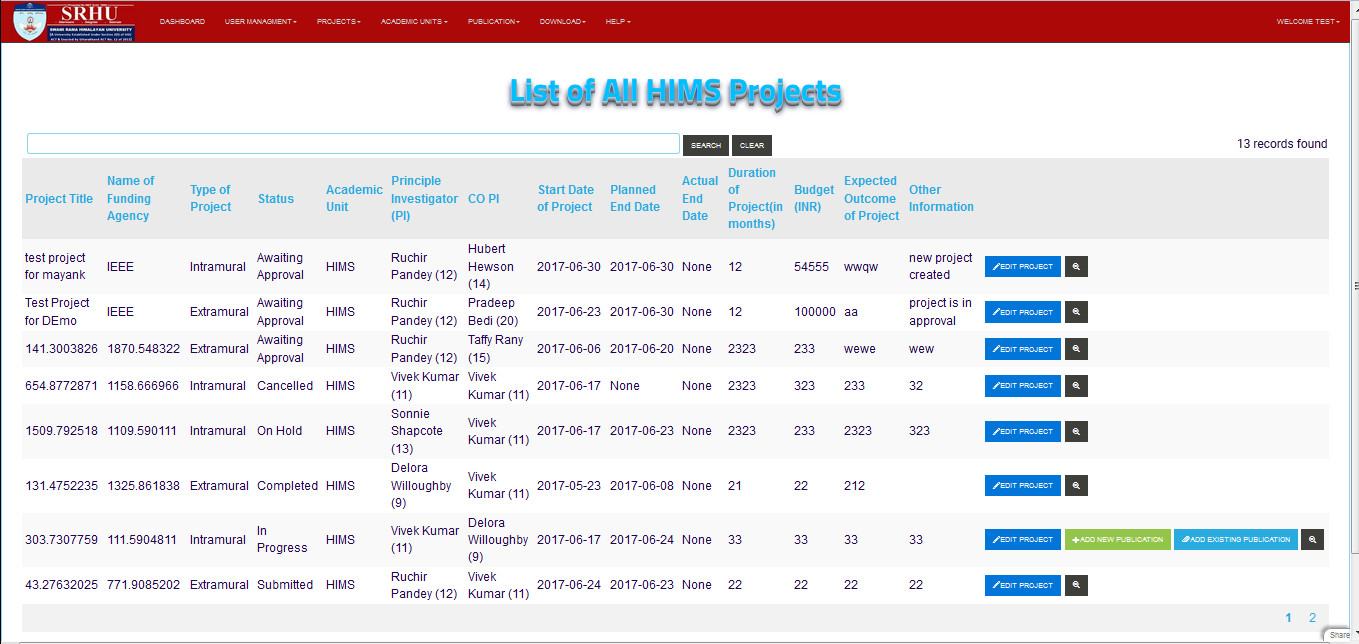 SRHU
SWAMI RAMA HIMALAYAN UNIVERSITY
DASHBOARD USER MANAGMENT PROJECTS ACADEMIC UNITS PUBLICATION DOWNLOAD HELP WELCOME TEST
List of All HIMS Projects
SEARCH CLEAR 13 records found
Project Title Name of Funding Agency Type of Project Status Academic Unit Principle Investigator (PI) CO PI Start Date of Project Planned End Date Actual End Date Duration of Project(in months) Budget (INR) Expected Outcome of Project Other Information
test project for mayank IEEE Intramural Awaiting Approval HIMS Ruchir Pandey (12) Hubert Hewson (14) 2017-06-30 2017-06-30 None 12 54555 wwqw new project created EDIT PROJECT
Test Project for DEmo IEEE Extramural Awaiting Approval HIMS Ruchir Pandey (12) Pradeep Bedi (20) 2017-06-23 2017-06-30 None 12 100000 aa project is in approval EDIT PROJECT
141.3003826 1870.548322 Extramural Awaiting Approval HIMS Ruchir Pandey (12) Taffy Rany (15) 2017-06-06 2017-06-20 None 2323 233 wewe wew EDIT PROJECT
654.8772871 1158.666966 Intramural Cancelled HIMS Vivek Kumar (11) Vivek Kumar (11) 2017-06-17 None None 2323 323 233 32 EDIT PROJECT
1509.792518 1109.590111 Intramural On Hold HIMS Sonnie Shapcote (13) Vivek Kumar (11) 2017-06-17 2017-06-23 None 2323 233 2323 323 EDIT PROJECT
131.4752235 1325.861838 Extramural Completed HIMS Delora Willoughby (9) Vivek Kumar (11) 2017-05-23 2017-06-08 None 21 22 212 EDIT PROJECT
303.7307759 111.5904811 Intramural In Progress HIMS Vivek Kumar (11) Delora Willoughby (9) 2017-06-17 2017-06-24 None 33 33 33 33 EDIT PROJECT ADD NEW PUBLICATION ADD EXISTING PUBLICATION
43.27632025 771.9085202 Extramural Submitted HIMS Ruchir Pandey (12) Vivek Kumar (11) 2017-06-24 2017-06-23 None 22 22 22 22 EDIT PROJECT
1 2
Share